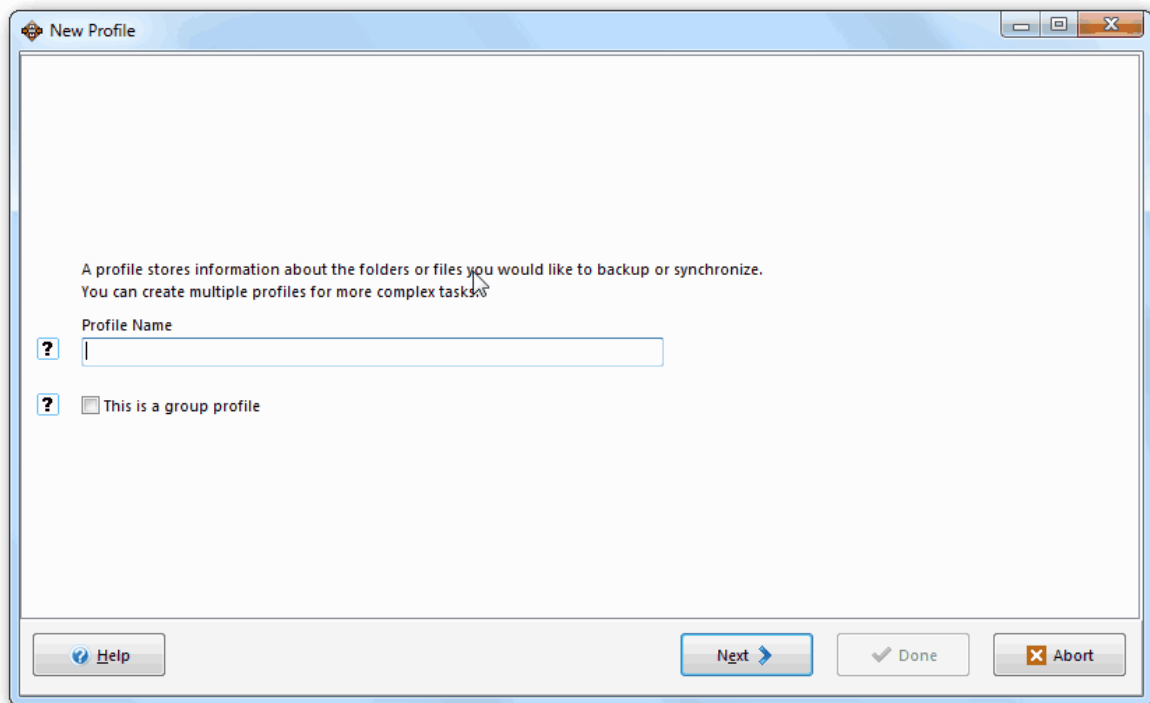 New Profile
A profile stores information about the folders or files you would like to backup or synchronize.
You can create multiple profiles for more complex tasks.
Profile Name
?
? This is a group profile
Help Next Done Abort